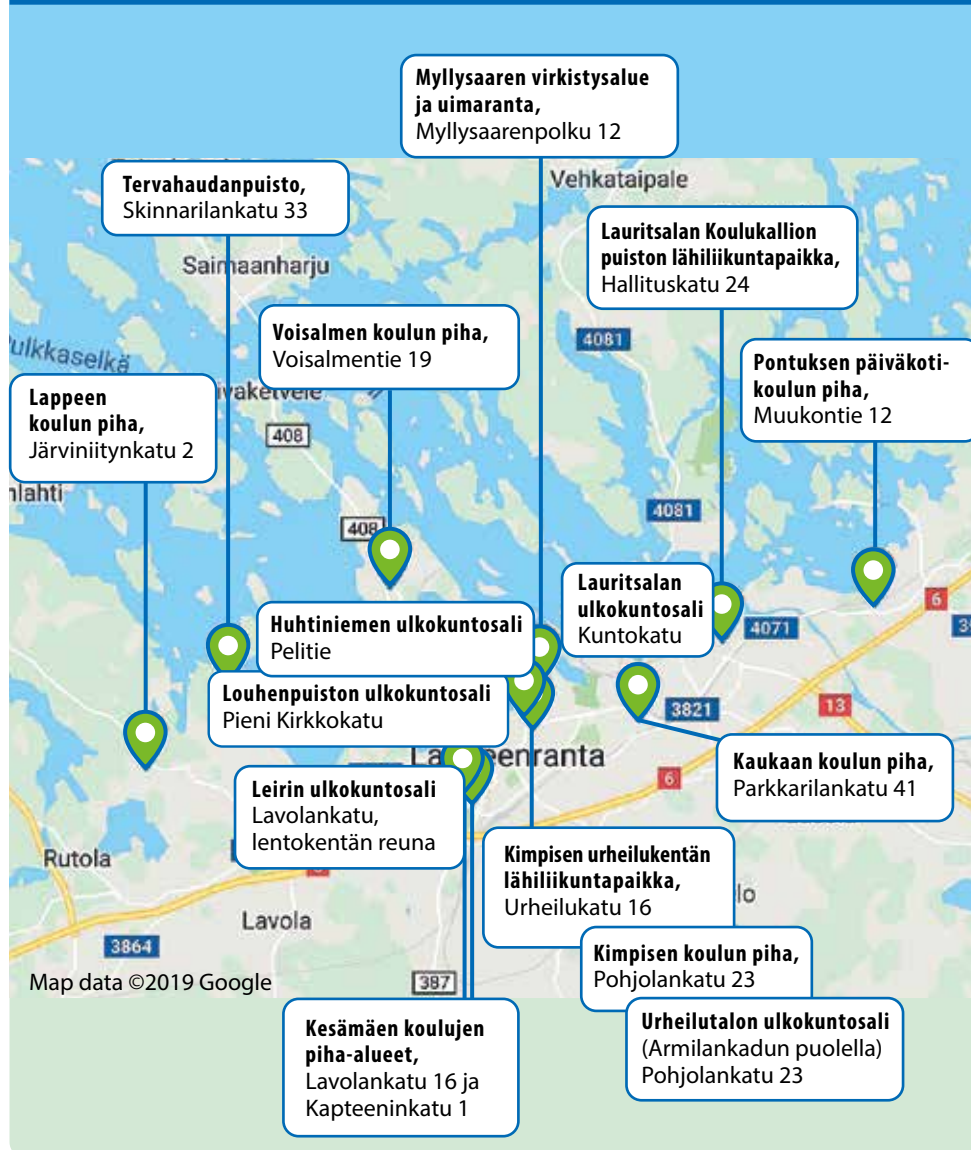 Myllysaaren virkistysalue
ja uimaranta,
Myllysaarenpolku 12
Tervahaudanpuisto,
Skinnarilankatu 33
Vehkataipale
Lauritsalan Koulukallion
puiston lähiliikuntapaikka,
Hallituskatu 24
Saimaanharju
Voisalmen koulun piha,
Voisalmentie 19
4081
Pontuksen päiväkoti-
koulun piha,
Muukontie 12
Lappeen
koulun piha,
Järviniitynkatu 2
408
408
4081
Lauritsalan
ulkokuntosali
Kuntokatu
6
4071
Huhtiniemen ulkokuntosali
Pelitie
Louhenpuiston ulkokuntosali
Pieni Kirkkokatu
3821
13
Leirin ulkokuntosali
Lavolankatu,
lentokentän reuna
6
Kaukaan koulun piha,
Parkkarilankatu 41
Rutola
Lavola
3864
Kimpisen urheilukentän
lähiliikuntapaikka,
Urheilukatu 16
Kimpisen koulun piha,
Pohjolankatu 23
Map data ©2019 Google
387
Kesämäen koulujen
piha-alueet,
Lavolankatu 16 ja
Kapteeninkatu 1
Urheilutalon ulkokuntosali
(Armilankadun puolella)
Pohjolankatu 23